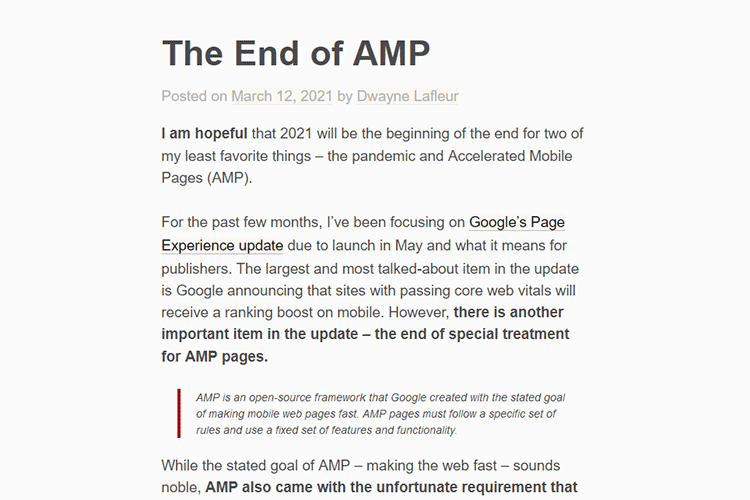 The End of AMP
Posted on March 12, 2021 by Dwayne Lafleur
I am hopeful that 2021 will be the beginning of the end for two of
my least favorite things – the pandemic and Accelerated Mobile
Pages (AMP).
For the past few months, I've been focusing on Google's Page
Experience update due to launch in May and what it means for
publishers. The largest and most talked-about item in the update
is Google announcing that sites with passing core web vitals will
receive a ranking boost on mobile. However, there is another
important item in the update – the end of special treatment
for AMP pages.
AMP is an open-source framework that Google created with the stated goal
of making mobile web pages fast. AMP pages must follow a specific set of
rules and use a fixed set of features and functionality.
While the stated goal of AMP – making the web fast – sounds
noble, AMP also came with the unfortunate requirement that